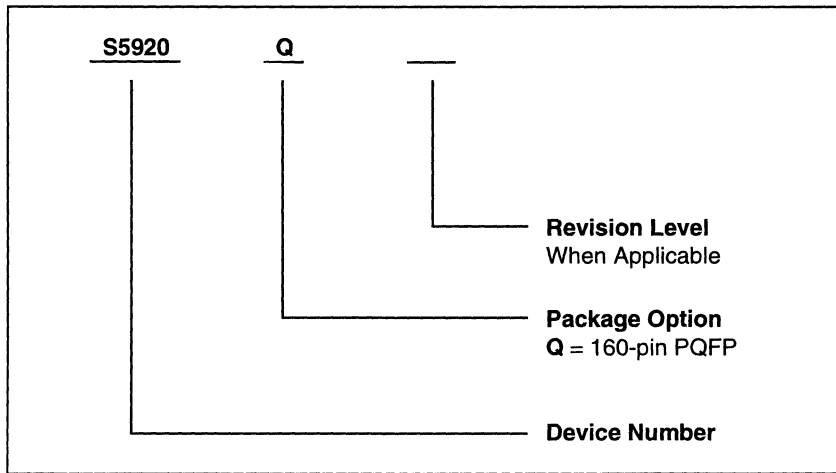 S5920 Q
Revision Level
When Applicable
Package Option
Q = 160-pin PQFP
Device Number